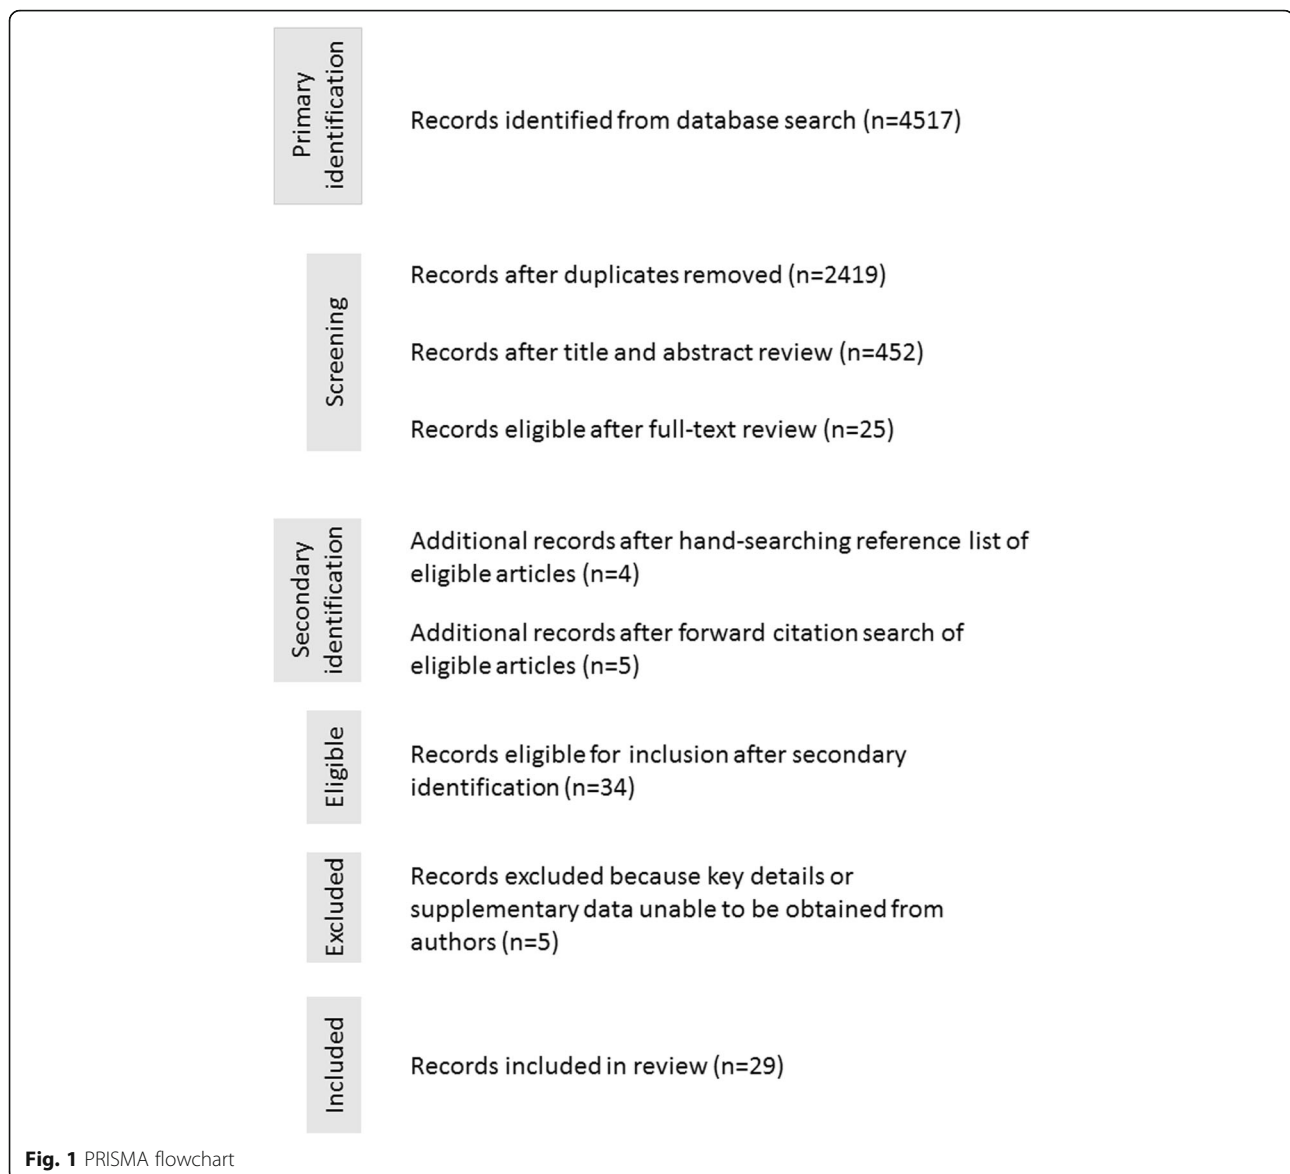 Primary
identification
Records identified from database search (n=4517)
Screening
Records after duplicates removed (n=2419)
Records after title and abstract review (n=452)
Records eligible after full-text review (n=25)
Secondary
identification
Additional records after hand-searching reference list of
eligible articles (n=4)
Additional records after forward citation search of
eligible articles (n=5)
Eligible
Records eligible for inclusion after secondary
identification (n=34)
Excluded
Records excluded because key details or
supplementary data unable to be obtained from
authors (n=5)
Included
Records included in review (n=29)
Fig. 1 PRISMA flowchart